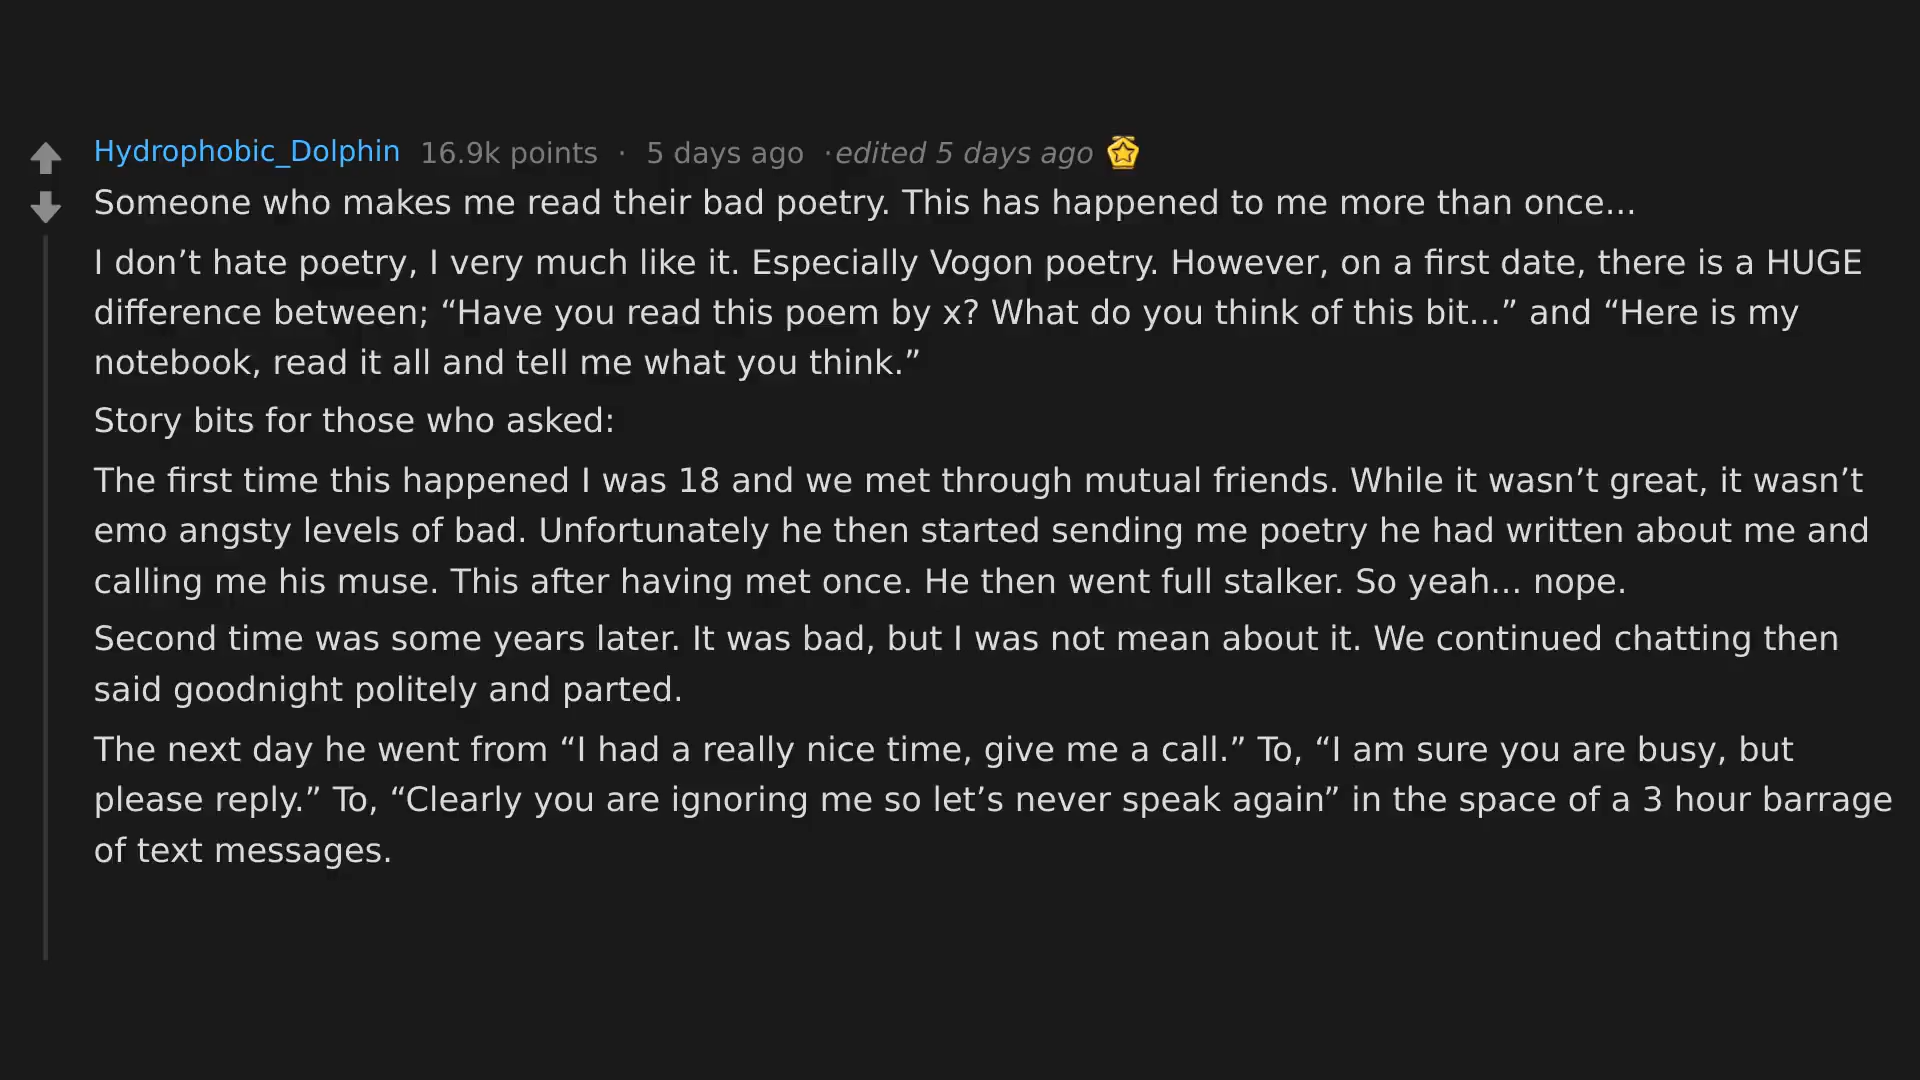 Hydrophobic_Dolphin 16.9k points · 5 days ago ·edited 5 days ago
Someone who makes me read their bad poetry. This has happened to me more than once...
I don’t hate poetry, I very much like it. Especially Vogon poetry. However, on a first date, there is a HUGE
difference between; “Have you read this poem by x? What do you think of this bit...” and “Here is my
notebook, read it all and tell me what you think.”
Story bits for those who asked:
The first time this happened I was 18 and we met through mutual friends. While it wasn’t great, it wasn’t
emo angsty levels of bad. Unfortunately he then started sending me poetry he had written about me and
calling me his muse. This after having met once. He then went full stalker. So yeah... nope.
Second time was some years later. It was bad, but I was not mean about it. We continued chatting then
said goodnight politely and parted.
The next day he went from “I had a really nice time, give me a call.” To, “I am sure you are busy, but
please reply.” To, “Clearly you are ignoring me so let’s never speak again” in the space of a 3 hour barrage
of text messages.